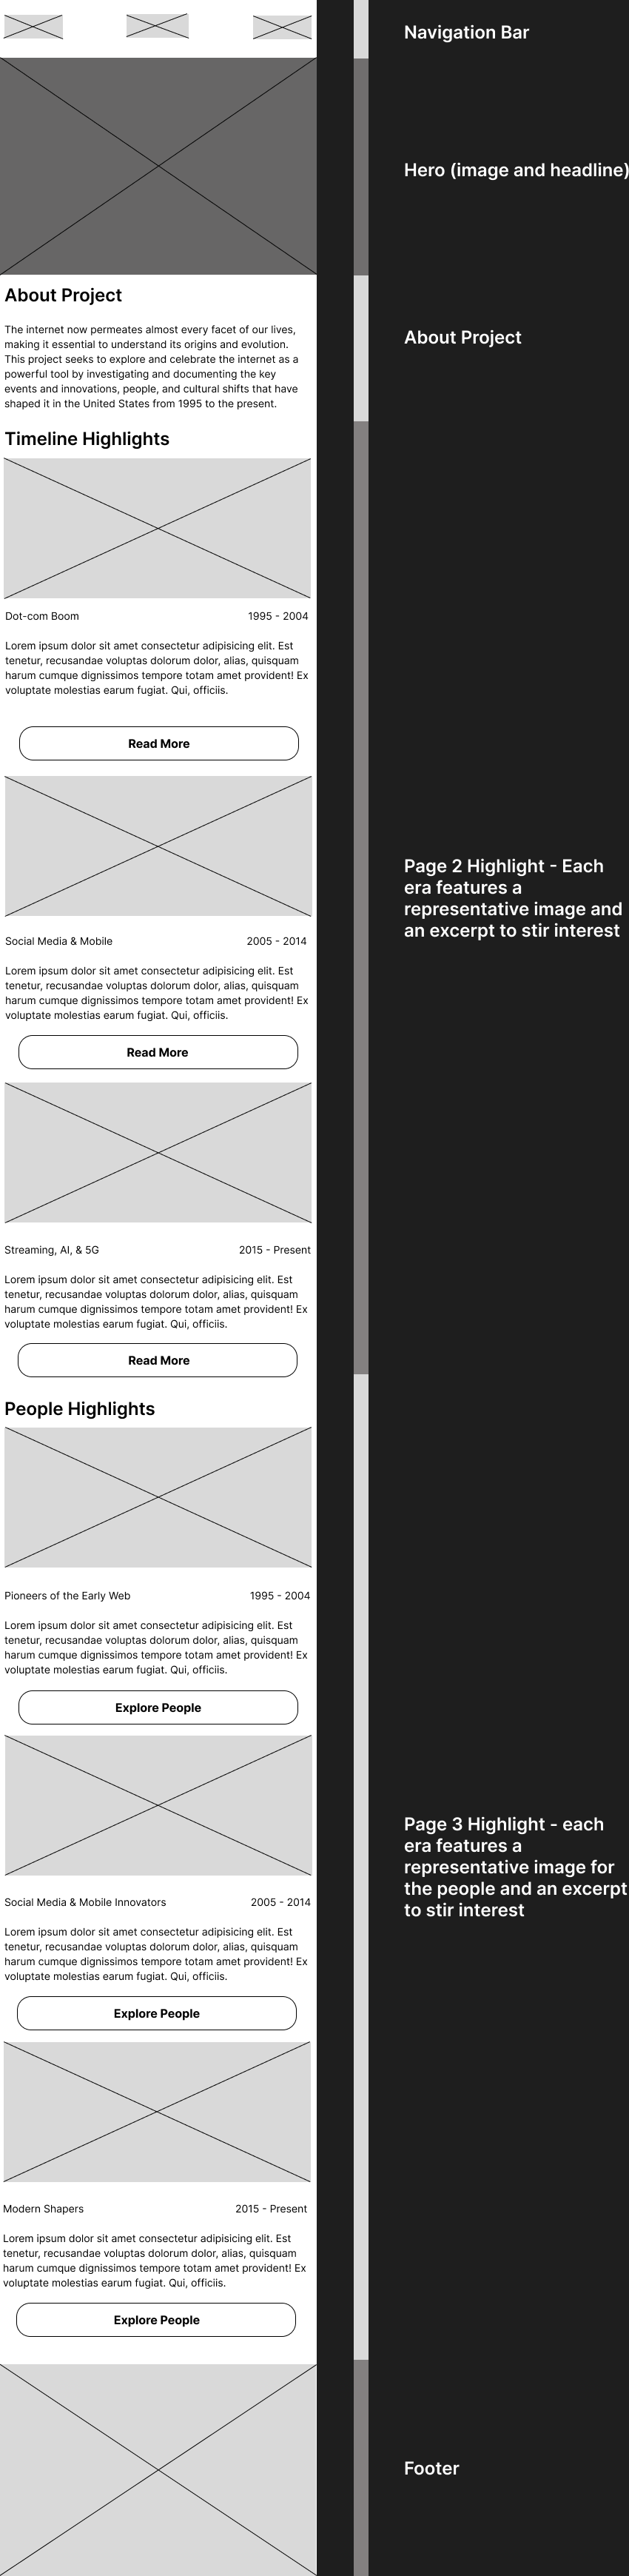 Navigation Bar
Hero (image and headline)
About Project
The internet now permeates almost every facet of our lives,
making it essential to understand its origins and evolution.
This project seeks to explore and celebrate the internet as a
powerful tool by investigating and documenting the key
events and innovations, people, and cultural shifts that have
shaped it in the United States from 1995 to the present.
About Project
Timeline Highlights
Dot-com Boom 1995 - 2004
Lorem ipsum dolor sit amet consectetur adipisicing elit. Est
tenetur, recusandae voluptas dolorum dolor, alias, quisquam
harum cumque dignissimos tempore totam amet provident! Ex
voluptate molestias earum fugiat. Qui, officiis.
Read More
Social Media & Mobile 2005 - 2014
Lorem ipsum dolor sit amet consectetur adipisicing elit. Est
tenetur, recusandae voluptas dolorum dolor, alias, quisquam
harum cumque dignissimos tempore totam amet provident! Ex
voluptate molestias earum fugiat. Qui, officiis.
Read More
Streaming, AI, & 5G 2015 - Present
Lorem ipsum dolor sit amet consectetur adipisicing elit. Est
tenetur, recusandae voluptas dolorum dolor, alias, quisquam
harum cumque dignissimos tempore totam amet provident! Ex
voluptate molestias earum fugiat. Qui, officiis.
Read More
Page 2 Highlight - Each
era features a
representative image and
an excerpt to stir interest
People Highlights
Pioneers of the Early Web 1995 - 2004
Lorem ipsum dolor sit amet consectetur adipisicing elit. Est
tenetur, recusandae voluptas dolorum dolor, alias, quisquam
harum cumque dignissimos tempore totam amet provident! Ex
voluptate molestias earum fugiat. Qui, officiis.
Explore People
Social Media & Mobile Innovators 2005 - 2014
Lorem ipsum dolor sit amet consectetur adipisicing elit. Est
tenetur, recusandae voluptas dolorum dolor, alias, quisquam
harum cumque dignissimos tempore totam amet provident! Ex
voluptate molestias earum fugiat. Qui, officiis.
Explore People
Modern Shapers 2015 - Present
Lorem ipsum dolor sit amet consectetur adipisicing elit. Est
tenetur, recusandae voluptas dolorum dolor, alias, quisquam
harum cumque dignissimos tempore totam amet provident! Ex
voluptate molestias earum fugiat. Qui, officiis.
Explore People
Page 3 Highlight - each
era features a
representative image for
the people and an excerpt
to stir interest
Footer